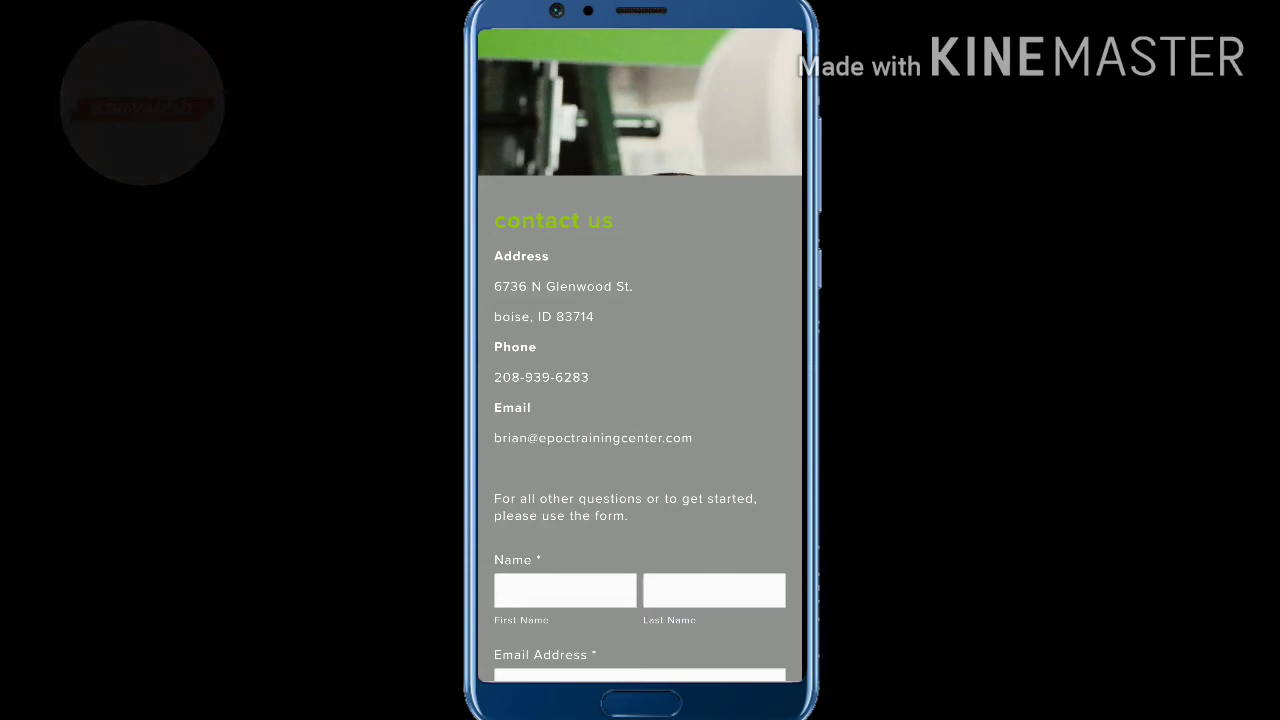 Made with KINEMASTER
contact us
Address
6736 N Glenwood St.
boise, ID 83714
Phone
208-939-6283
Email
brian@epoctrainingcenter.com
For all other questions or to get started,
please use the form.
Name *
First Name Last Name
Email Address *